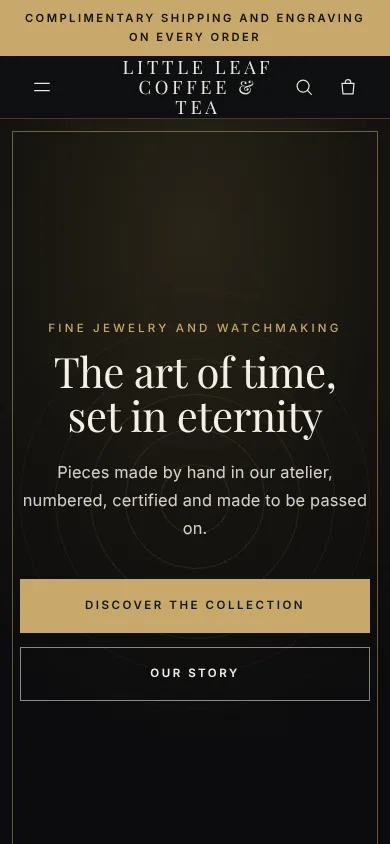 COMPLIMENTARY SHIPPING AND ENGRAVING
ON EVERY ORDER
LITTLE LEAF
COFFEE &
TEA
FINE JEWELRY AND WATCHMAKING
The art of time,
set in eternity
Pieces made by hand in our atelier,
numbered, certified and made to be passed
on.
DISCOVER THE COLLECTION
OUR STORY